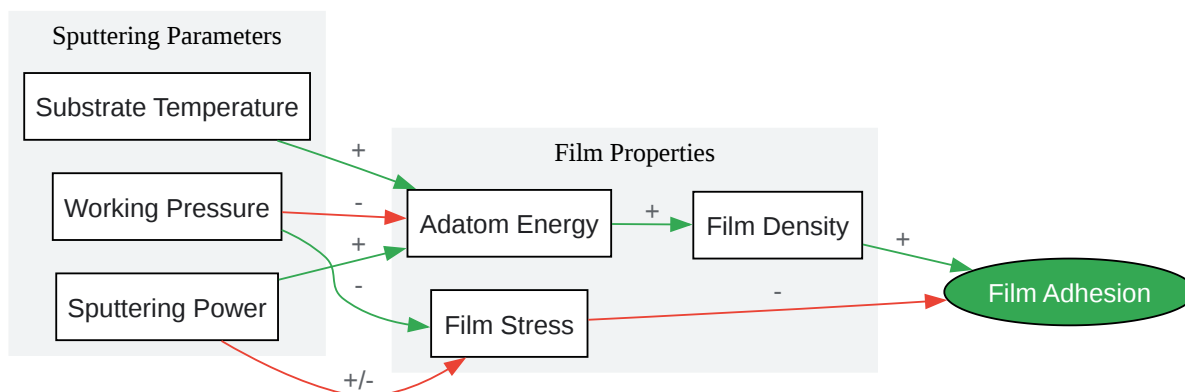 Sputtering Parameters
Substrate Temperature
+
Film Properties
Working Pressure
-
Adatom Energy
+
Film Density
+
+
-
Sputtering Power
Film Stress
-
Film Adhesion
+/-